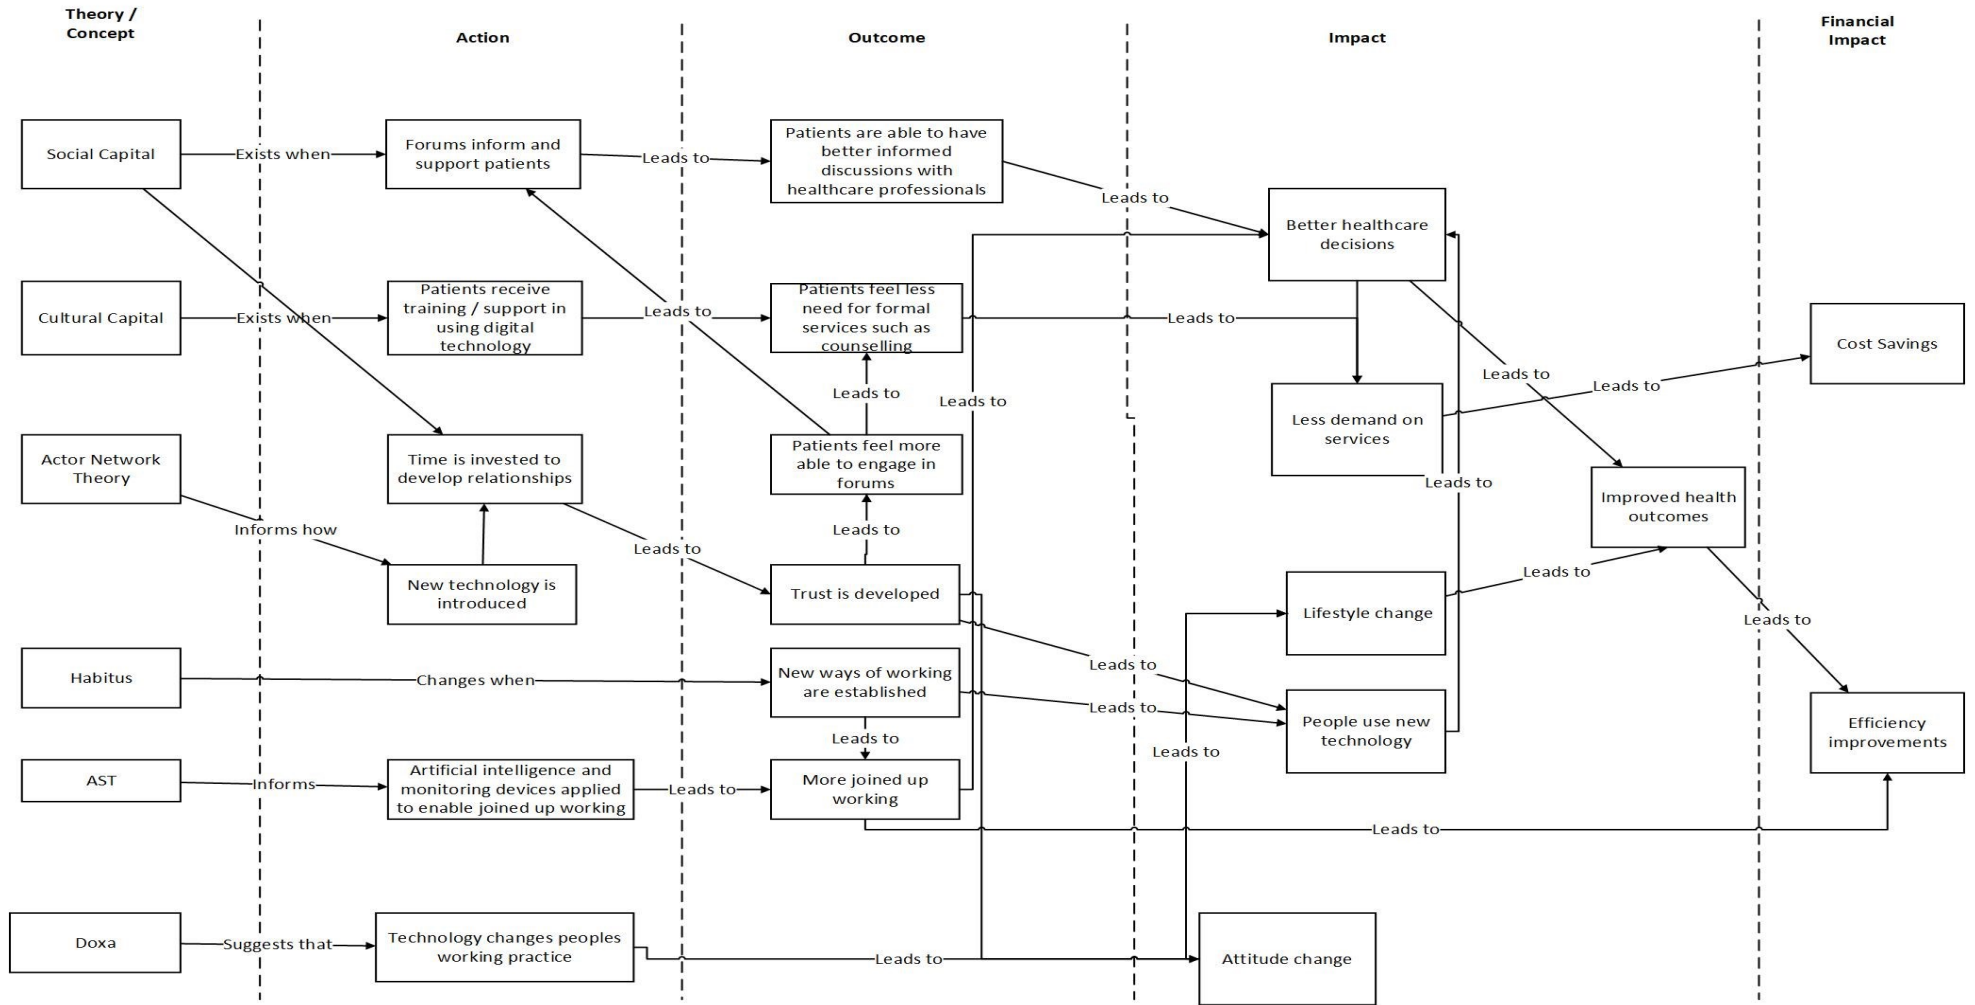 Theory /
Concept
Action
Outcome
Impact
Financial
Impact
Social Capital
Exists when
Forums inform and
support patients
Leads to
Patients are able to have
better informed
discussions with
healthcare professionals
Leads to
Better healthcare
decisions
Cultural Capital
Exists when
Patients receive
training / support in
using digital
technology
Leads to
Patients feel less
need for formal
services such as
counselling
Leads to
Cost Savings
Leads to
Leads to
Leads to
Leads to
Less demand on
services
Actor Network
Theory
Time is invested to
develop relationships
Patients feel more
able to engage in
forums
Leads to
Improved health
outcomes
Informs how
Leads to
Leads to
New technology is
introduced
Trust is developed
Leads to
Lifestyle change
Leads to
Habitus
Changes when
New ways of working
are established
Leads to
Leads to
People use new
technology
Efficiency
improvements
Leads to
Leads to
AST
Informs
Artificial intelligence and
monitoring devices applied
to enable joined up working
Leads to
More joined up
working
Leads to
Doxa
Suggests that
Technology changes peoples
working practice
Leads to
Attitude change